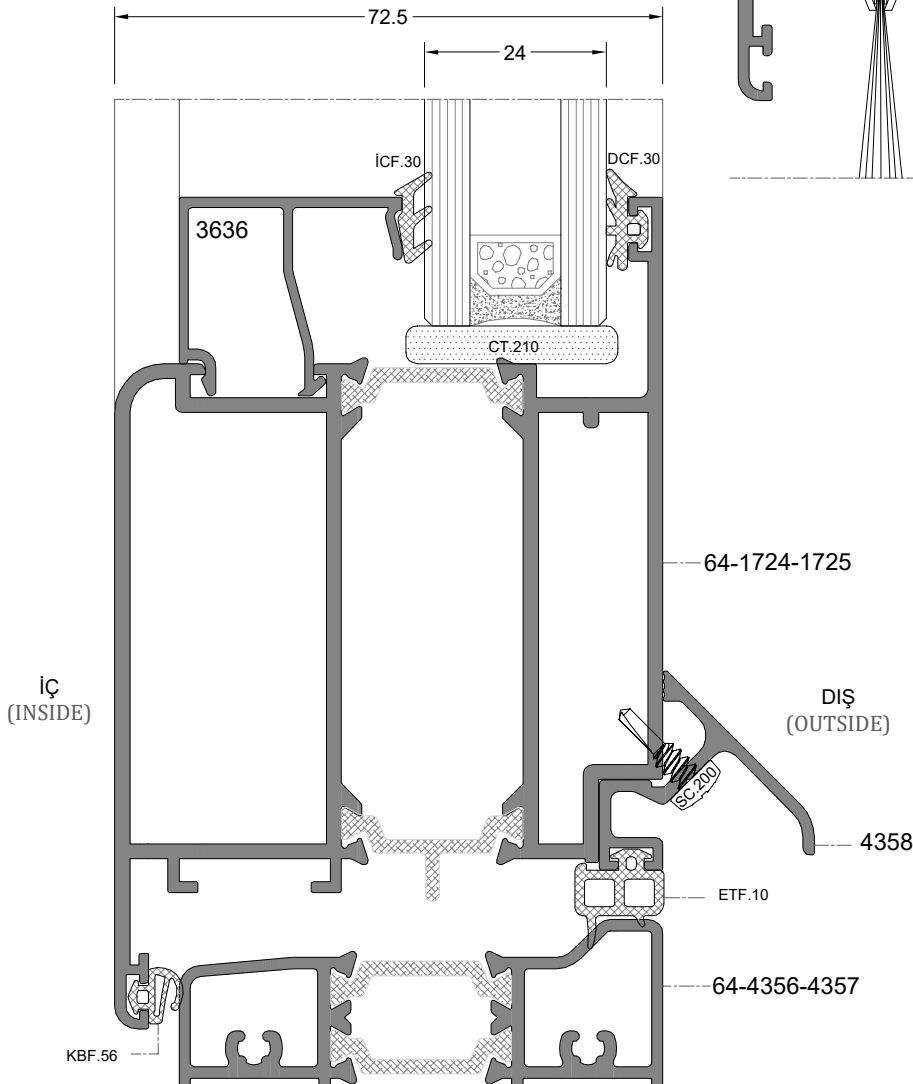 72.5
24
İCF.30
DCF.30
3636
CT.210
64-1724-1725
İÇ
(INSIDE)
DIŞ
(OUTSIDE)
SC.200
4358
ETF.10
64-4356-4357
KBF.56